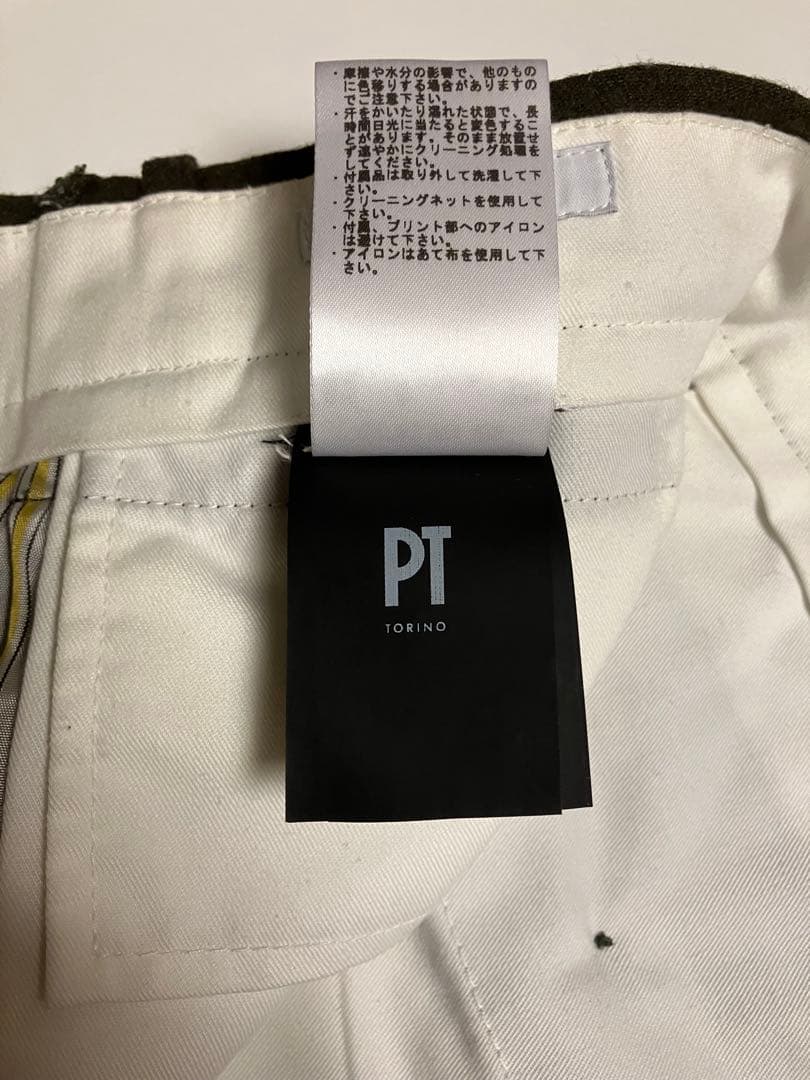 ・摩擦や水分の影響で、他のもの
に色移りする場合がありますの
でご注意下さい。
・汗をかいたり濡れた状態で、長
時間日光に当たると変色するこ
とがあります。そのまま放置せ
ず速やかにクリーニング処理を
してください。
・付属品は取り外して洗濯して下
さい。
・クリーニングネットを使用して
下さい。
・付属、プリント部へのアイロン
は避けて下さい。
・アイロンはあて布を使用して下
さい。
PT
TORINO